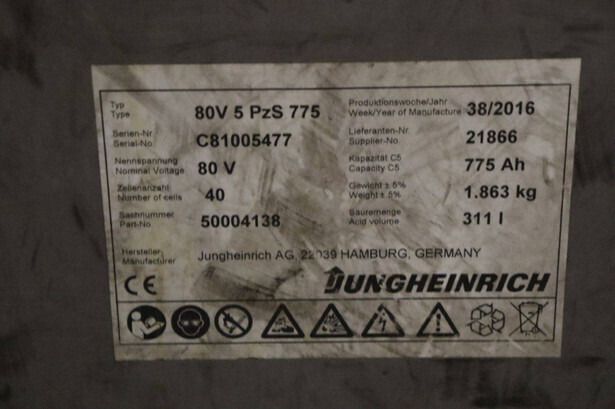 Typ
Type
80V 5 PzS 775
Produktionswoche/Jahr
Week/Year of Manufacture
38/2016
Serien-Nr.
Serial-No.
C81005477
Lieferanten-Nr.
Supplier-No.
21866
Nennspannung
Nominal Voltage
80 V
Kapazität C5
Capacity C5
775 Ah
Zellenanzahl
Number of cells
40
Gewicht ± 5%
Weight ± 5%
1.863 kg
Sachnummer
Part-No.
50004138
Säuremenge
Acid volume
311 l
Hersteller
Manufacturer
Jungheinrich AG, HAMBURG, GERMANY
CE
JUNGHEINRICH